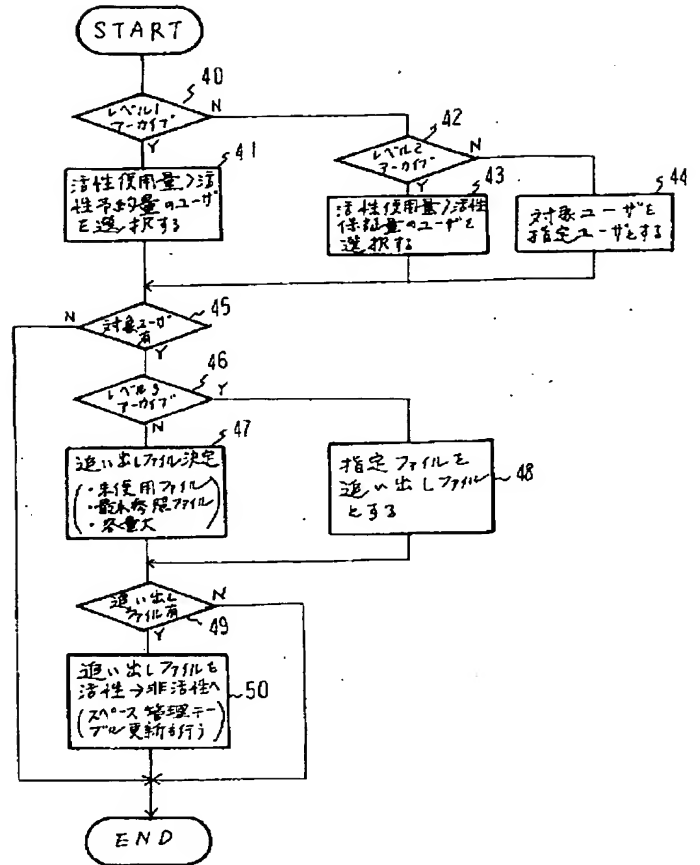 START
40
レベル1
アーカイブ
N
Y
41
活性使用量>活
性予約量のユーザ
を選択する
42
レベル2
アーカイブ
N
Y
43
活性使用量>活性
保証量のユーザを
選択する
44
対象ユーザを
指定ユーザとする
45
対象ユーザ
有
N
Y
46
レベル3
アーカイブ
Y
N
47
追い出しファイル決定
・未使用ファイル
・最未参照ファイル
・容量大
指定ファイルを
追い出しファイル
とする
48
追い出し
ファイル有
N
Y
49
追い出しファイルを
活性→非活性へ
(スペース管理テー
ブル更新も行う)
50
END